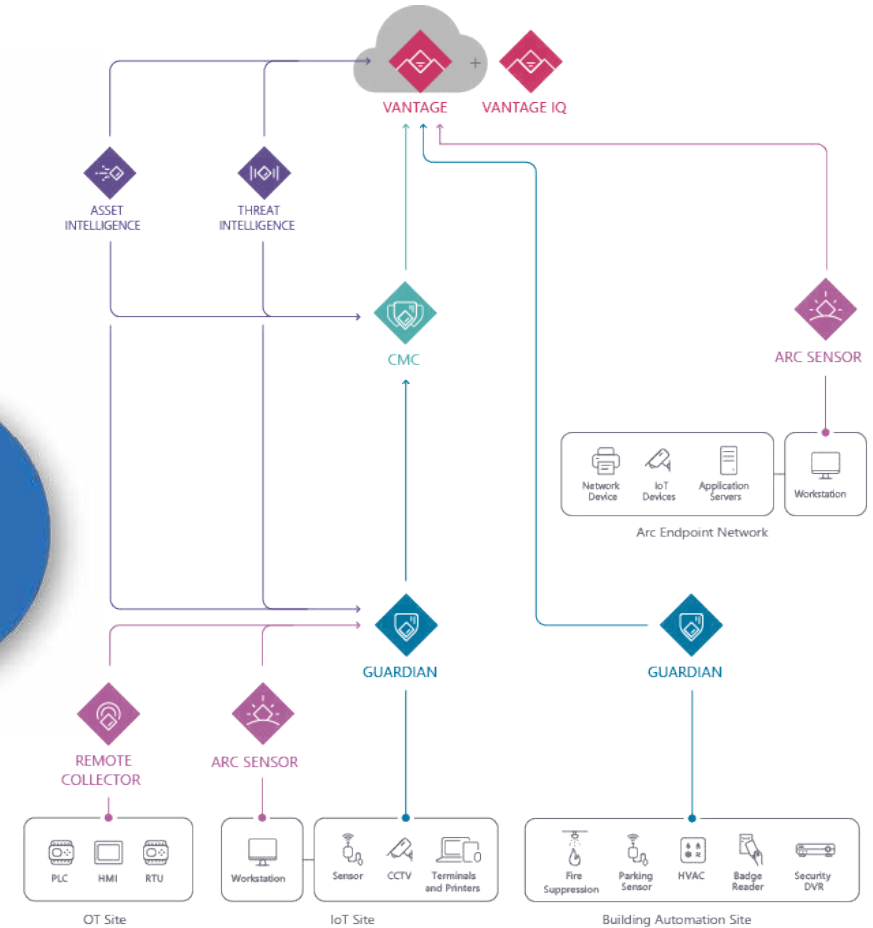 VANTAGE
+
VANTAGE IQ
ASSET
INTELLIGENCE
THREAT
INTELLIGENCE
CMC
ARC SENSOR
Network
Device
IoT
Devices
Application
Servers
Workstation
Arc Endpoint Network
GUARDIAN
GUARDIAN
REMOTE
COLLECTOR
ARC SENSOR
PLC
HMI
RTU
OT Site
Workstation
Sensor
CCTV
Terminals
and Printers
IoT Site
Fire
Suppression
Parking
Sensor
HVAC
Badge
Reader
Security
DVR
Building Automation Site